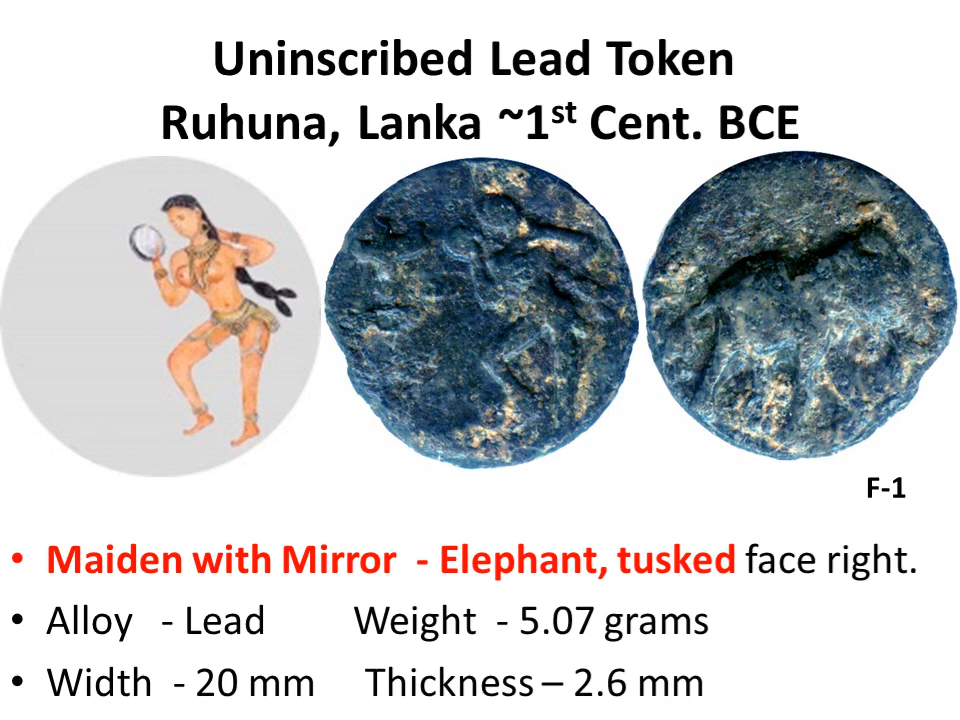 Uninscribed Lead Token
Ruhuna, Lanka ~1st Cent. BCE
F-1
• Maiden with Mirror - Elephant, tusked face right.
• Alloy - Lead Weight - 5.07 grams
• Width - 20 mm Thickness – 2.6 mm